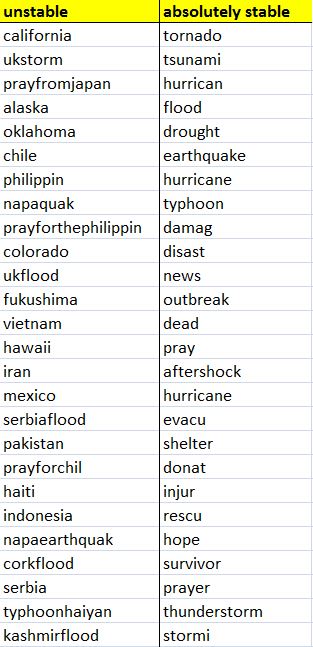 unstable absolutely stable
california tornado
ukstorm tsunami
prayfromjapan hurrican
alaska flood
oklahoma drought
chile earthquake
philippin hurricane
napaquak typhoon
prayforthephilippin damag
colorado disast
ukflood news
fukushima outbreak
vietnam dead
hawaii pray
iran aftershock
mexico hurricane
serbiaflood evacu
pakistan shelter
prayforchil donat
haiti injur
indonesia rescu
napaearthquak hope
corkflood survivor
serbia prayer
typhoonhaiyan thunderstorm
kashmirflood stormi